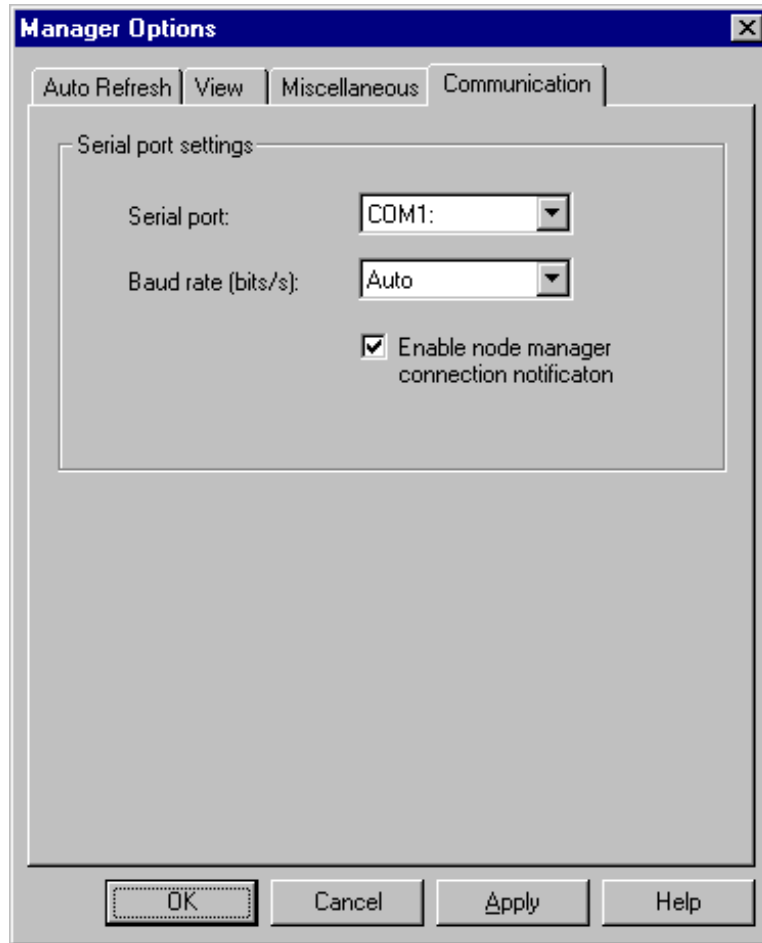 Manager Options
Auto Refresh View Miscellaneous Communication
Serial port settings
Serial port: COM1:
Baud rate (bits/s): Auto
Enable node manager
connection notificaton
OK Cancel Apply Help